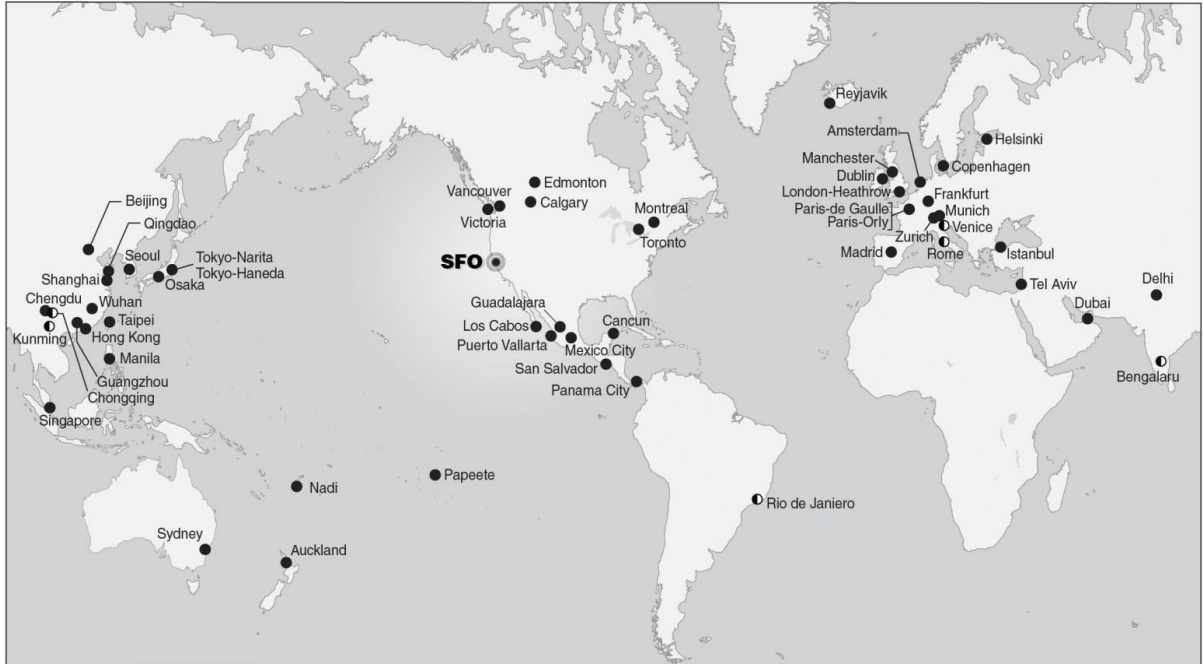 Reyjavik
Amsterdam
Helsinki
Manchester
Copenhagen
Dublin
London-Heathrow
Frankfurt
Paris-de Gaulle
Munich
Paris-Orly
Venice
Zurich
Rome
Madrid
Istanbul
Tel Aviv
Delhi
Dubai
Bengalaru
Vancouver
Edmonton
Calgary
Victoria
Montreal
Toronto
SFO
Beijing
Qingdao
Seoul
Tokyo-Narita
Tokyo-Haneda
Shanghai
Osaka
Chengdu
Wuhan
Taipei
Kunming
Hong Kong
Manila
Guangzhou
Chongqing
Singapore
Guadalajara
Los Cabos
Cancun
Puerto Vallarta
Mexico City
San Salvador
Panama City
Nadi
Papeete
Rio de Janiero
Sydney
Auckland